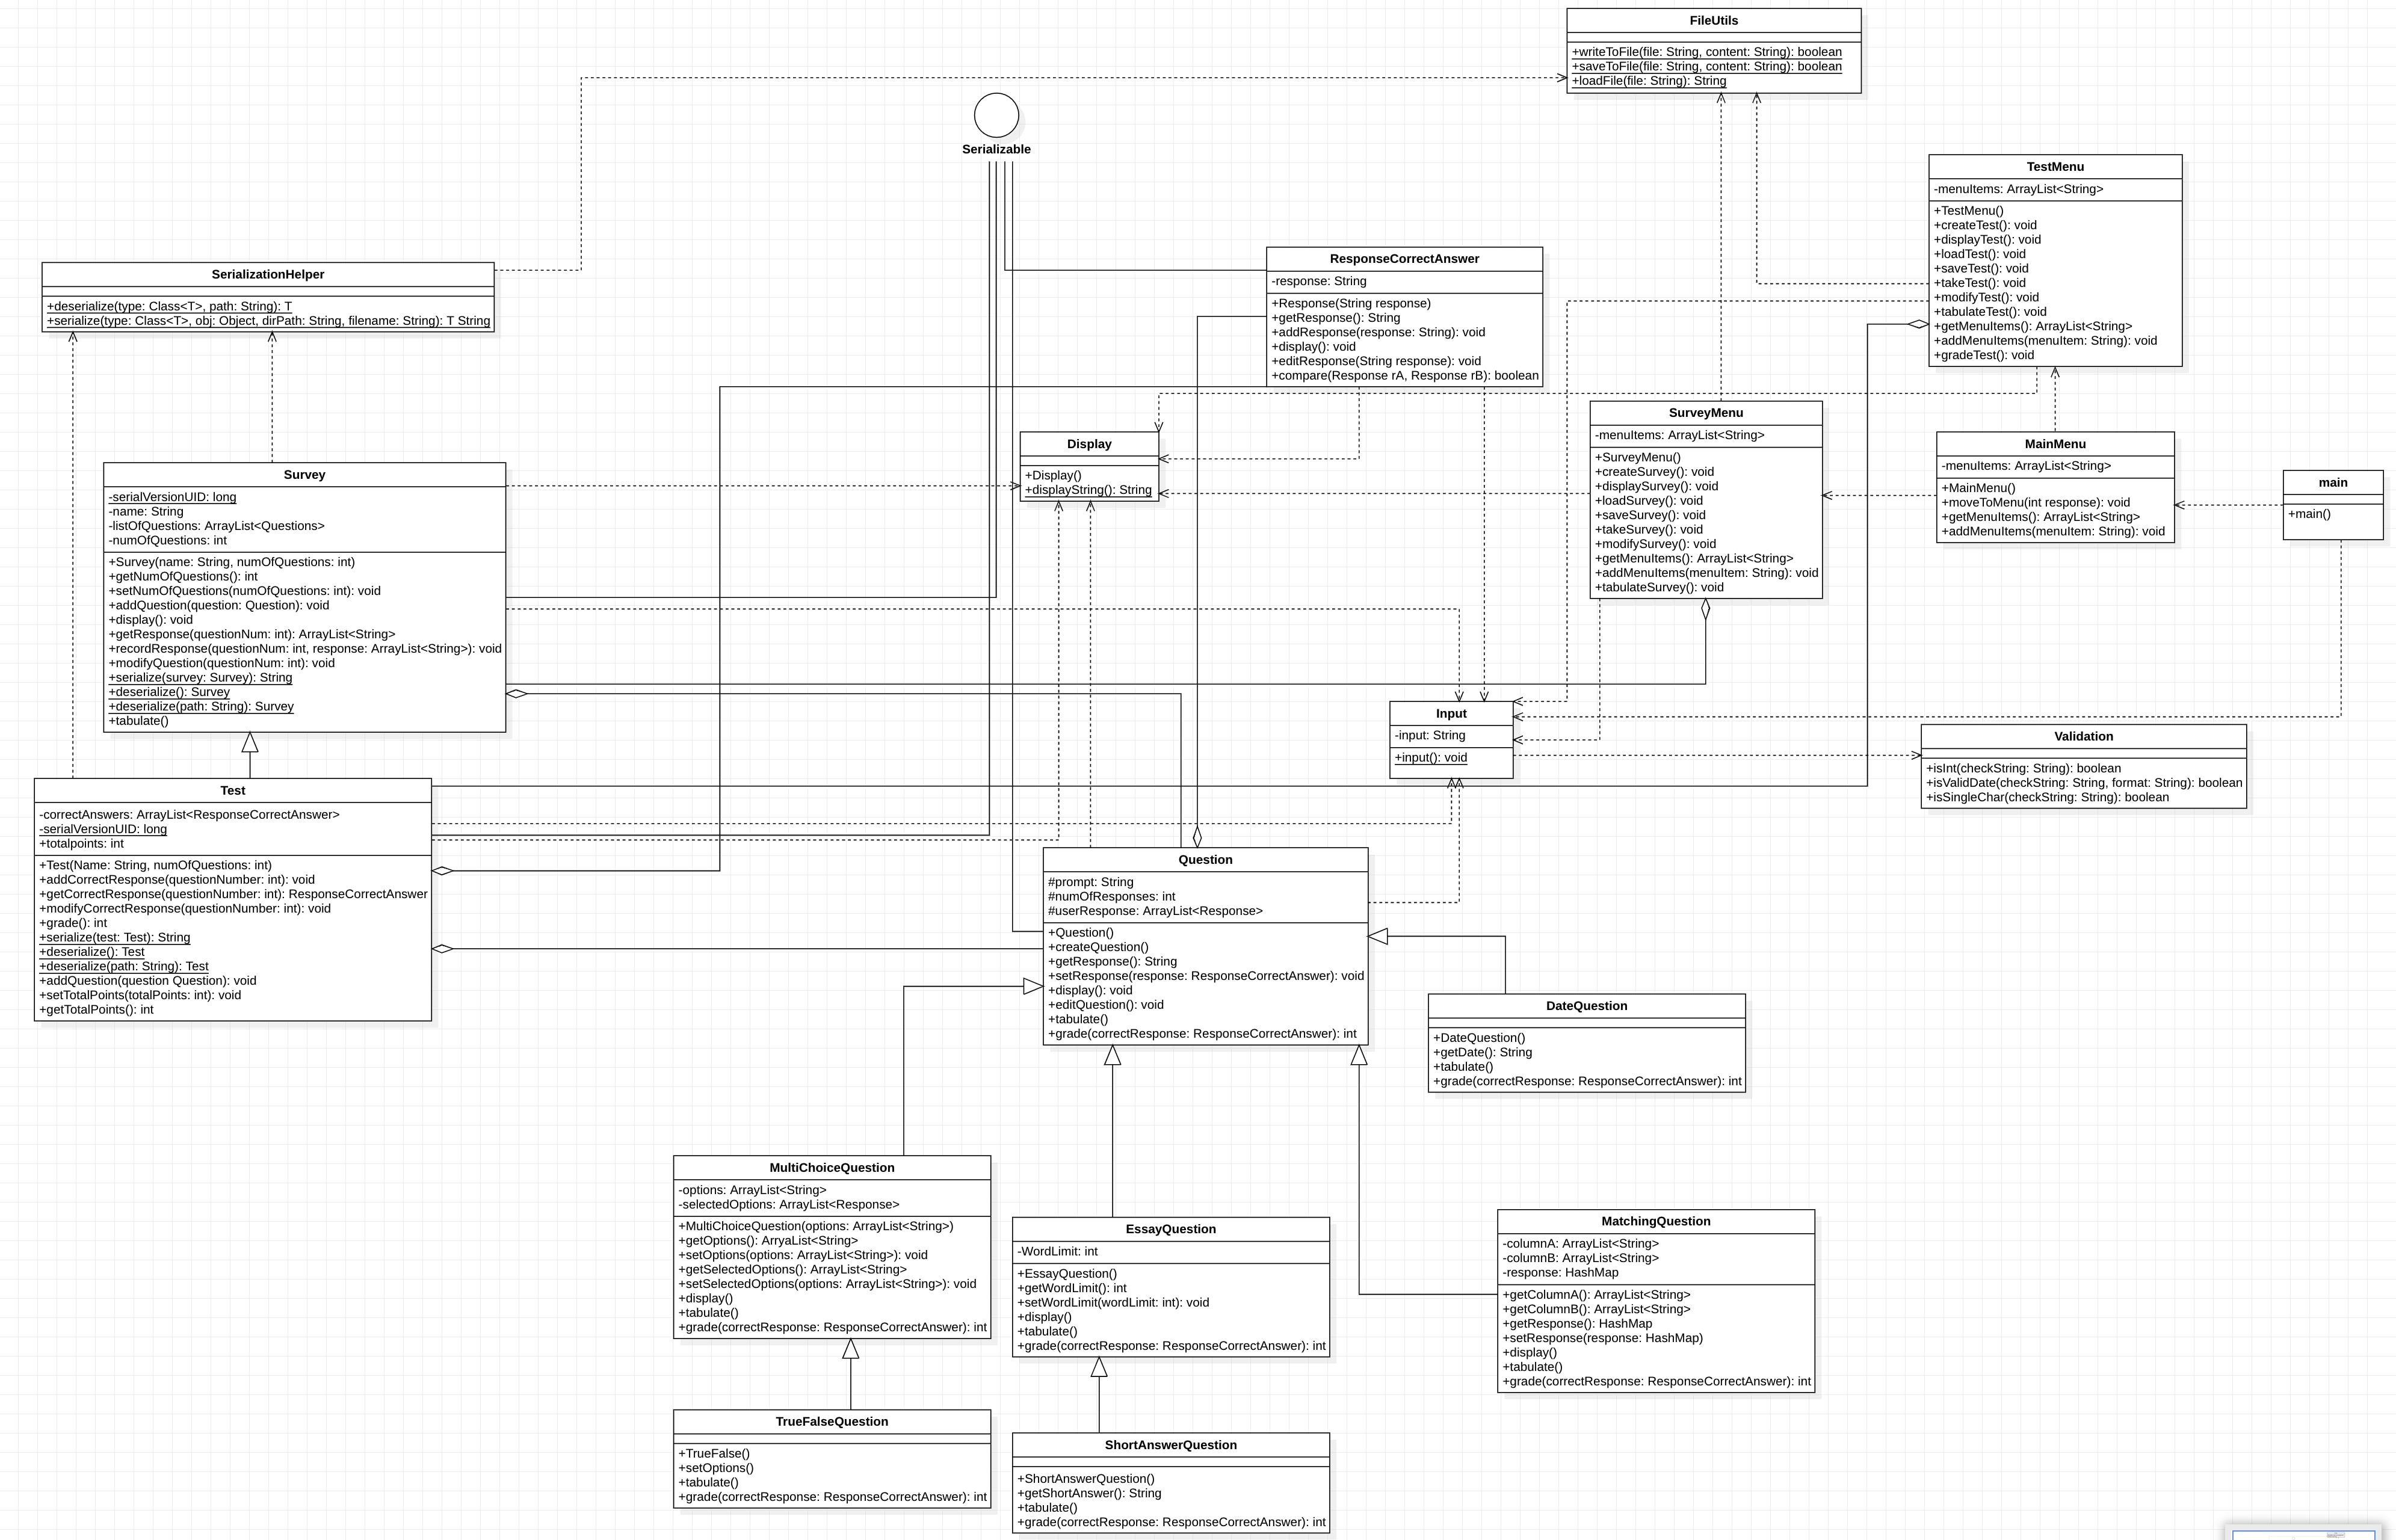 FileUtils
+writeToFile(file: String, content: String): boolean
+saveToFile(file: String, content: String): boolean
+loadFile(file: String): String
Serializable
TestMenu
-menuItems: ArrayList<String>
+TestMenu()
+createTest(): void
+displayTest(): void
+loadTest(): void
+saveTest(): void
+takeTest(): void
+modifyTest(): void
+tabulateTest(): void
+getMenuItems(): ArrayList<String>
+addMenuItems(menuItem: String): void
+gradeTest(): void
SerializationHelper
+deserialize(type: Class<T>, path: String): T
+serialize(type: Class<T>, obj: Object, dirPath: String, filename: String): T String
ResponseCorrectAnswer
-response: String
+Response(String response)
+getResponse(): String
+addResponse(response: String): void
+display(): void
+editResponse(String response): void
+compare(Response rA, Response rB): boolean
Display
+Display()
+displayString(): String
SurveyMenu
-menuItems: ArrayList<String>
+SurveyMenu()
+createSurvey(): void
+displaySurvey(): void
+loadSurvey(): void
+saveSurvey(): void
+takeSurvey(): void
+modifySurvey(): void
+getMenuItems(): ArrayList<String>
+addMenuItems(menuItem: String): void
+tabulateSurvey(): void
MainMenu
-menuItems: ArrayList<String>
+MainMenu()
+moveToMenu(int response): void
+getMenuItems(): ArrayList<String>
+addMenuItems(menuItem: String): void
main
+main()
Survey
-serialVersionUID: long
-name: String
-listOfQuestions: ArrayList<Questions>
-numOfQuestions: int
+Survey(name: String, numOfQuestions: int)
+getNumOfQuestions(): int
+setNumOfQuestions(numOfQuestions: int): void
+addQuestion(question: Question): void
+display(): void
+getResponse(questionNum: int): ArrayList<String>
+recordResponse(questionNum: int, response: ArrayList<String>): void
+modifyQuestion(questionNum: int): void
+serialize(survey: Survey): String
+deserialize(): Survey
+deserialize(path: String): Survey
+tabulate()
Input
-input: String
+input(): void
Validation
+isInt(checkString: String): boolean
+isValidDate(checkString: String, format: String): boolean
+isSingleChar(checkString: String): boolean
Test
-correctAnswers: ArrayList<ResponseCorrectAnswer>
-serialVersionUID: long
+totalpoints: int
+Test(Name: String, numOfQuestions: int)
+addCorrectResponse(questionNumber: int): void
+getCorrectResponse(questionNumber: int): ResponseCorrectAnswer
+modifyCorrectResponse(questionNumber: int): void
+grade(): int
+serialize(test: Test): String
+deserialize(): Test
+deserialize(path: String): Test
+addQuestion(question Question): void
+setTotalPoints(totalPoints: int): void
+getTotalPoints(): int
Question
#prompt: String
#numOfResponses: int
#userResponse: ArrayList<Response>
+Question()
+createQuestion()
+getResponse(): String
+setResponse(response: ResponseCorrectAnswer): void
+display(): void
+editQuestion(): void
+tabulate()
+grade(correctResponse: ResponseCorrectAnswer): int
DateQuestion
+DateQuestion()
+getDate(): String
+tabulate()
+grade(correctResponse: ResponseCorrectAnswer): int
MultiChoiceQuestion
-options: ArrayList<String>
-selectedOptions: ArrayList<Response>
+MultiChoiceQuestion(options: ArrayList<String>)
+getOptions(): ArryaList<String>
+setOptions(options: ArrayList<String>): void
+getSelectedOptions(): ArrayList<String>
+setSelectedOptions(options: ArrayList<String>): void
+display()
+tabulate()
+grade(correctResponse: ResponseCorrectAnswer): int
EssayQuestion
-WordLimit: int
+EssayQuestion()
+getWordLimit(): int
+setWordLimit(wordLimit: int): void
+display()
+tabulate()
+grade(correctResponse: ResponseCorrectAnswer): int
MatchingQuestion
-columnA: ArrayList<String>
-columnB: ArrayList<String>
-response: HashMap
+getColumnA(): ArrayList<String>
+getColumnB(): ArrayList<String>
+getResponse(): HashMap
+setResponse(response: HashMap)
+display()
+tabulate()
+grade(correctResponse: ResponseCorrectAnswer): int
TrueFalseQuestion
+TrueFalse()
+setOptions()
+tabulate()
+grade(correctResponse: ResponseCorrectAnswer): int
ShortAnswerQuestion
+ShortAnswerQuestion()
+getShortAnswer(): String
+tabulate()
+grade(correctResponse: ResponseCorrectAnswer): int